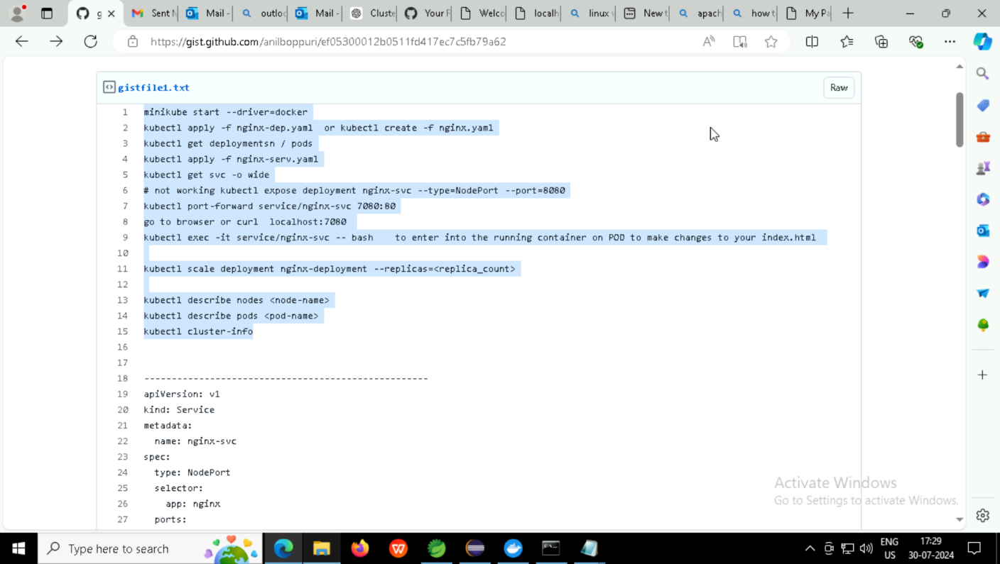 g
Sent M
Mail -
outloo
Mail -
Cluste
Your F
Welco
localh
linux v
New t
apach
how t
My Pa
https://gist.github.com/anilboppuri/ef05300012b0511fd417ec7c5fb79a62
gistfile1.txt
Raw
1 minikube start --driver=docker
2 kubectl apply -f nginx-dep.yaml  or kubectl create -f nginx.yaml
3 kubectl get deploymentsn / pods
4 kubectl apply -f nginx-serv.yaml
5 kubectl get svc -o wide
6 # not working kubectl expose deployment nginx-svc --type=NodePort --port=8080
7 kubectl port-forward service/nginx-svc 7080:80
8 go to browser or curl  localhost:7080
9 kubectl exec -it service/nginx-svc -- bash    to enter into the running container on POD to make changes to your index.html
10
11 kubectl scale deployment nginx-deployment --replicas=<replica_count>
12
13 kubectl describe nodes <node-name>
14 kubectl describe pods <pod-name>
15 kubectl cluster-info
16
17
18 ----------------------------------------------------
19 apiVersion: v1
20 kind: Service
21 metadata:
22   name: nginx-svc
23 spec:
24   type: NodePort
25   selector:
26     app: nginx
27   ports:
Activate Windows
Go to Settings to activate Windows.
Type here to search
ENG
US
17:29
30-07-2024